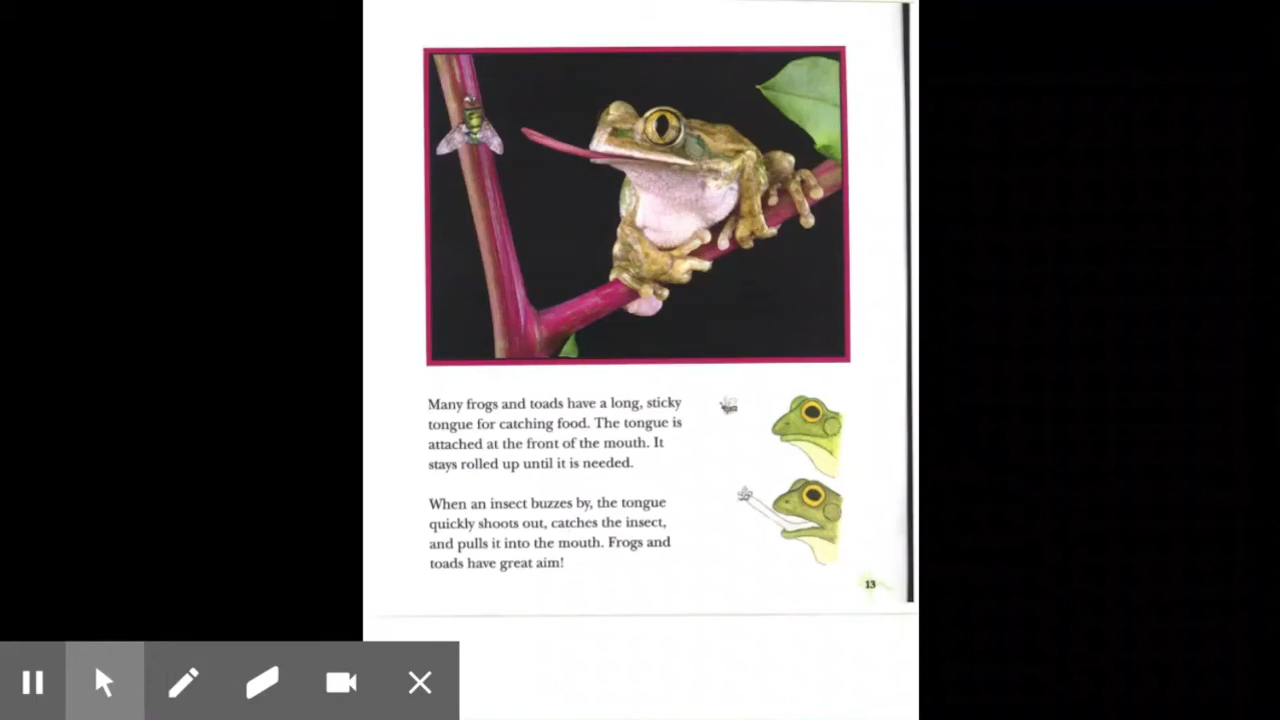 Many frogs and toads have a long, sticky
tongue for catching food. The tongue is
attached at the front of the mouth. It
stays rolled up until it is needed.
When an insect buzzes by, the tongue
quickly shoots out, catches the insect,
and pulls it into the mouth. Frogs and
toads have great aim!
13